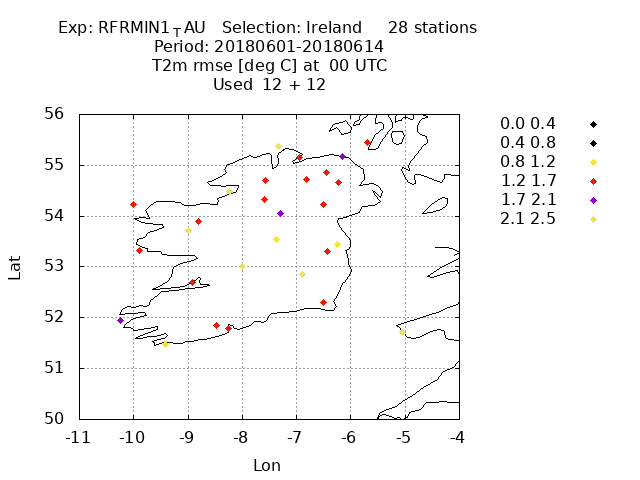 Exp: RFRMIN1_TAU Selection: Ireland 28 stations
Period: 20180601-20180614
T2m rmse [deg C] at 00 UTC
Used 12 + 12
56
55
54
53
52
51
50
-11 -10 -9 -8 -7 -6 -5 -4
Lat
Lon
0.0 0.4
0.4 0.8
0.8 1.2
1.2 1.7
1.7 2.1
2.1 2.5